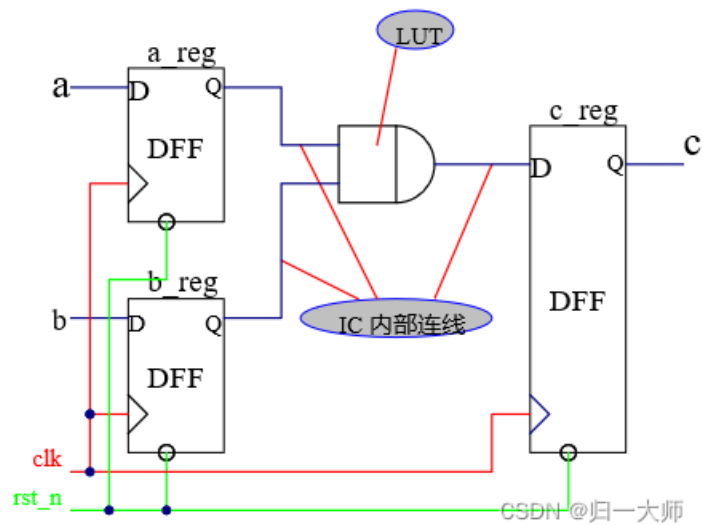 LUT
a_reg
a
D
Q
DFF
c_reg
c
D
Q
DFF
b_reg
b
D
Q
DFF
IC 内部连线
clk
rst_n
CSDN @归一大师